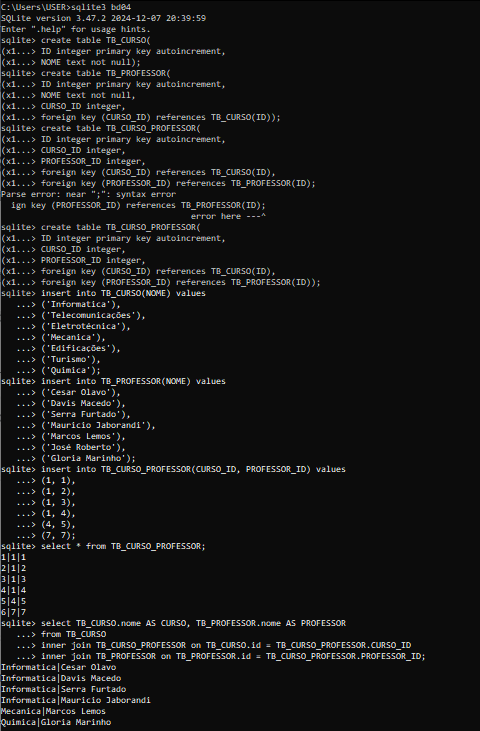 C:\Users\USER>sqlite3 bd04
SQLite version 3.47.2 2024-12-07 20:39:59
Enter ".help" for usage hints.
sqlite> create table TB_CURSO(
(x1...> ID integer primary key autoincrement,
(x1...> NOME text not null);
sqlite> create table TB_PROFESSOR(
(x1...> ID integer primary key autoincrement,
(x1...> NOME text not null,
(x1...> CURSO_ID integer,
(x1...> foreign key (CURSO_ID) references TB_CURSO(ID));
sqlite> create table TB_CURSO_PROFESSOR(
(x1...> ID integer primary key autoincrement,
(x1...> CURSO_ID integer,
(x1...> PROFESSOR_ID integer,
(x1...> foreign key (CURSO_ID) references TB_CURSO(ID),
(x1...> foreign key (PROFESSOR_ID) references TB_PROFESSOR(ID);
Parse error: near ";": syntax error
  ign key (PROFESSOR_ID) references TB_PROFESSOR(ID);
                                      error here ---^
sqlite> create table TB_CURSO_PROFESSOR(
(x1...> ID integer primary key autoincrement,
(x1...> CURSO_ID integer,
(x1...> PROFESSOR_ID integer,
(x1...> foreign key (CURSO_ID) references TB_CURSO(ID),
(x1...> foreign key (PROFESSOR_ID) references TB_PROFESSOR(ID));
sqlite> insert into TB_CURSO(NOME) values
   ...> ('Informatica'),
   ...> ('Telecomunicações'),
   ...> ('Eletrotécnica'),
   ...> ('Mecanica'),
   ...> ('Edificações'),
   ...> ('Turismo'),
   ...> ('Quimica');
sqlite> insert into TB_PROFESSOR(NOME) values
   ...> ('Cesar Olavo'),
   ...> ('Davis Macedo'),
   ...> ('Serra Furtado'),
   ...> ('Mauricio Jaborandi'),
   ...> ('Marcos Lemos'),
   ...> ('José Roberto'),
   ...> ('Gloria Marinho');
sqlite> insert into TB_CURSO_PROFESSOR(CURSO_ID, PROFESSOR_ID) values
   ...> (1, 1),
   ...> (1, 2),
   ...> (1, 3),
   ...> (1, 4),
   ...> (4, 5),
   ...> (7, 7);
sqlite> select * from TB_CURSO_PROFESSOR;
1|1|1
2|1|2
3|1|3
4|1|4
5|4|5
6|7|7
sqlite> select TB_CURSO.nome AS CURSO, TB_PROFESSOR.nome AS PROFESSOR
   ...> from TB_CURSO
   ...> inner join TB_CURSO_PROFESSOR on TB_CURSO.id = TB_CURSO_PROFESSOR.CURSO_ID
   ...> inner join TB_PROFESSOR on TB_PROFESSOR.id = TB_CURSO_PROFESSOR.PROFESSOR_ID;
Informatica|Cesar Olavo
Informatica|Davis Macedo
Informatica|Serra Furtado
Informatica|Mauricio Jaborandi
Mecanica|Marcos Lemos
Quimica|Gloria Marinho